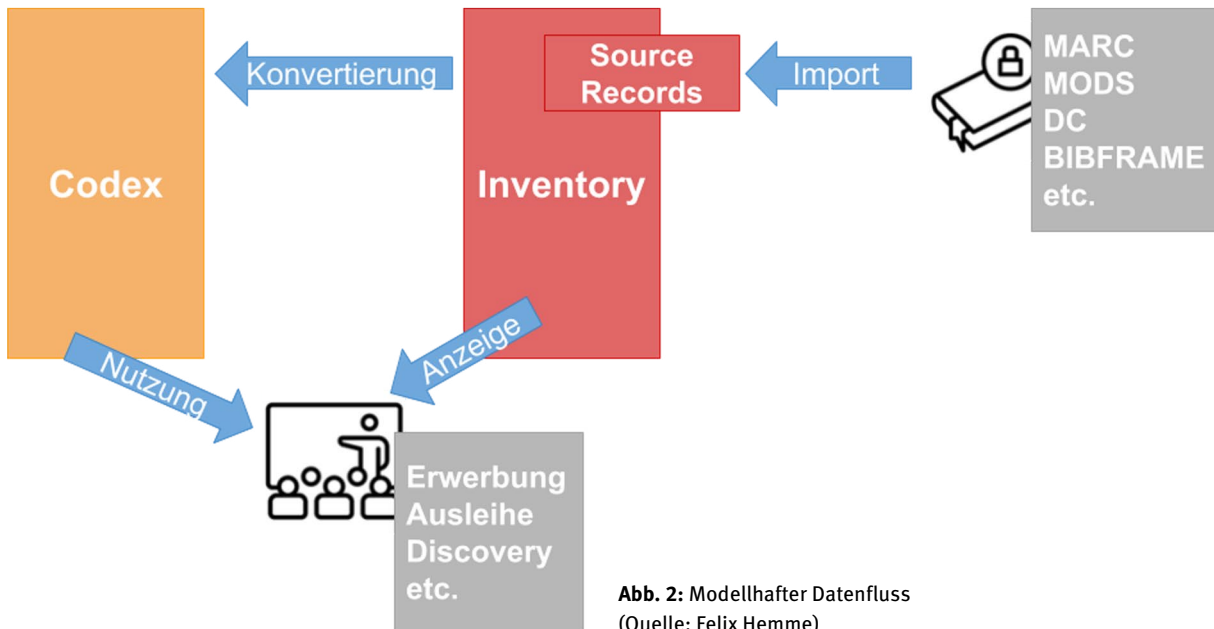 Konvertierung
Source
Records
Import
MARC
MODS
DC
BIBFRAME
etc.
Codex
Inventory
Nutzung
Anzeige
Erwerbung
Ausleihe
Discovery
etc.
Abb. 2: Modellhafter Datenfluss
(Quelle: Felix Hemme)